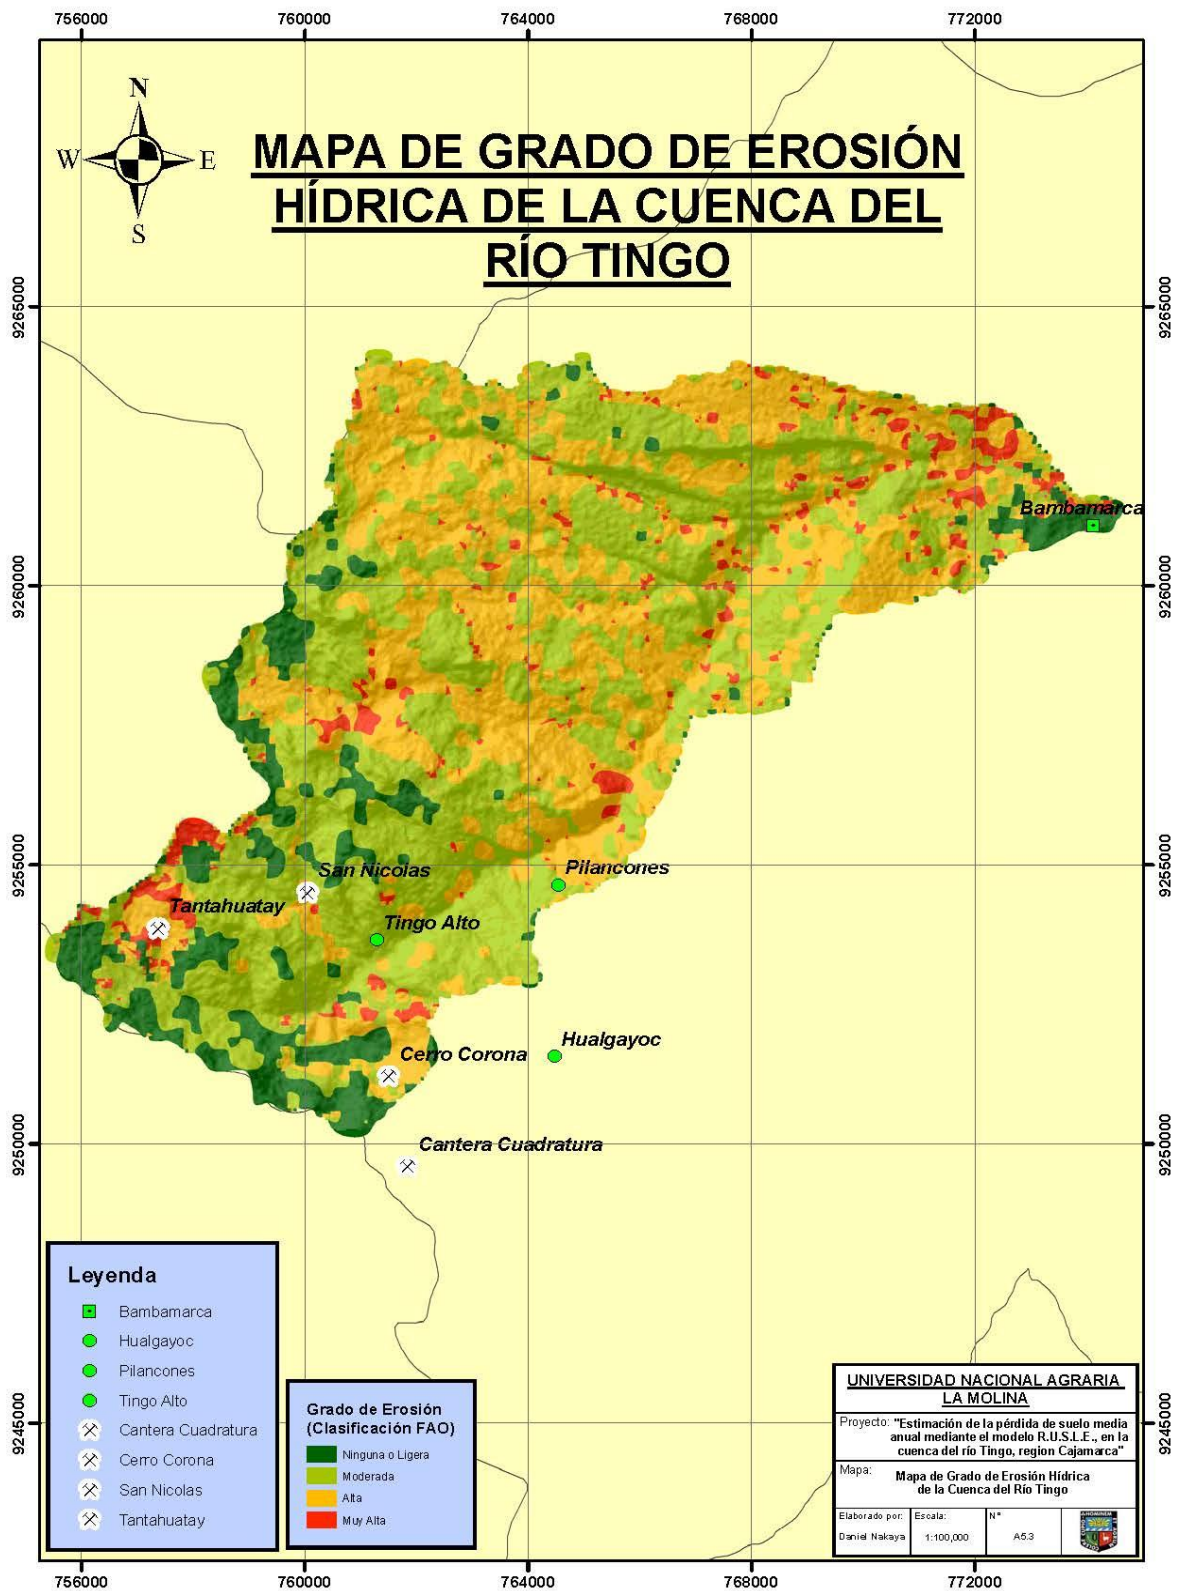 756000 760000 764000 768000 772000
N
W E
S
MAPA DE GRADO DE EROSIÓN
HÍDRICA DE LA CUENCA DEL
RÍO TINGO
9265000 9265000
Bambamarca
9260000 9260000
9255000 9255000
San Nicolas
Pilancones
Tantahuatay
Tingo Alto
Hualgayoc
Cerro Corona
Cantera Cuadratura
9250000 9250000
Leyenda
Bambamarca
Hualgayoc
Pilancones
Tingo Alto
Cantera Cuadratura
Cerro Corona
San Nicolas
Tantahuatay
Grado de Erosión
(Clasificación FAO)
Ninguna o Ligera
Moderada
Alta
Muy Alta
9245000 9245000
UNIVERSIDAD NACIONAL AGRARIA
LA MOLINA
Proyecto: "Estimación de la pérdida de suelo media
anual mediante el modelo R.U.S.L.E., en la
cuenca del río Tingo, region Cajamarca"
Mapa: Mapa de Grado de Erosión Hídrica
de la Cuenca del Río Tingo
Elaborado por: Escala: N°
Daniel Nakaya 1:100,000 A5.3
756000 760000 764000 768000 772000